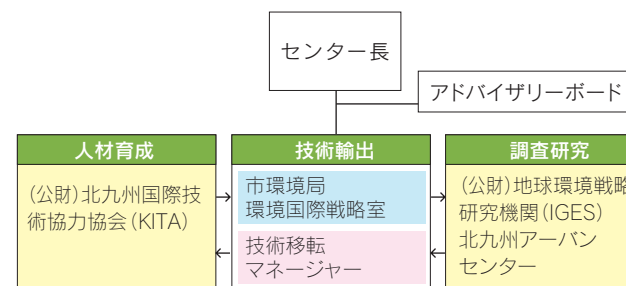 センター長
アドバイザリーボード
人材育成
(公財)北九州国際技
術協力協会(KITA)
技術輸出
市環境局
環境国際戦略室
技術移転
マネージャー
調査研究
(公財)地球環境戦略
研究機関(IGES)
北九州アーバン
センター